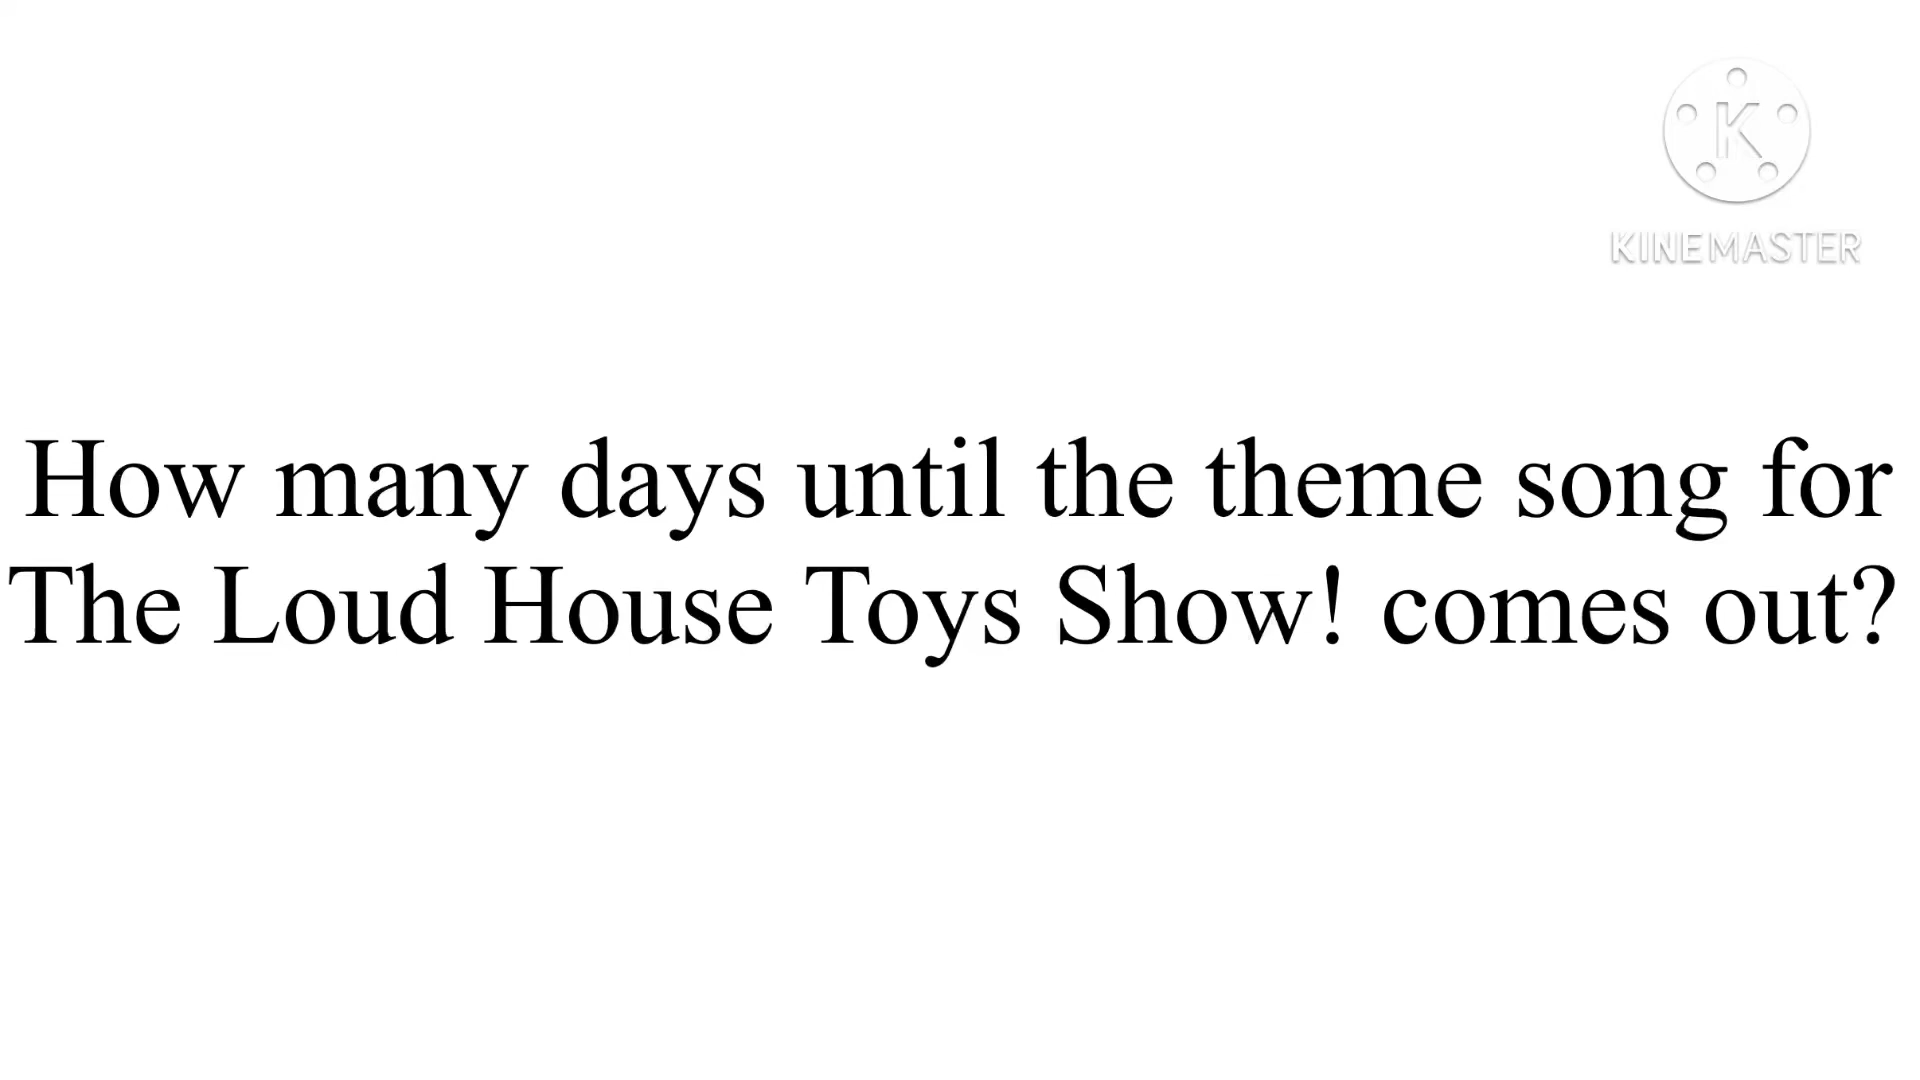 K
KINEMASTER
How many days until the theme song for
The Loud House Toys Show! comes out?